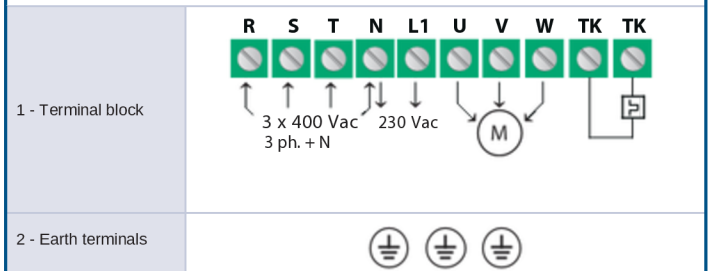 R S T N L1 U V W TK TK
1 - Terminal block
3 x 400 Vac 230 Vac
3 ph. + N
M
2 - Earth terminals